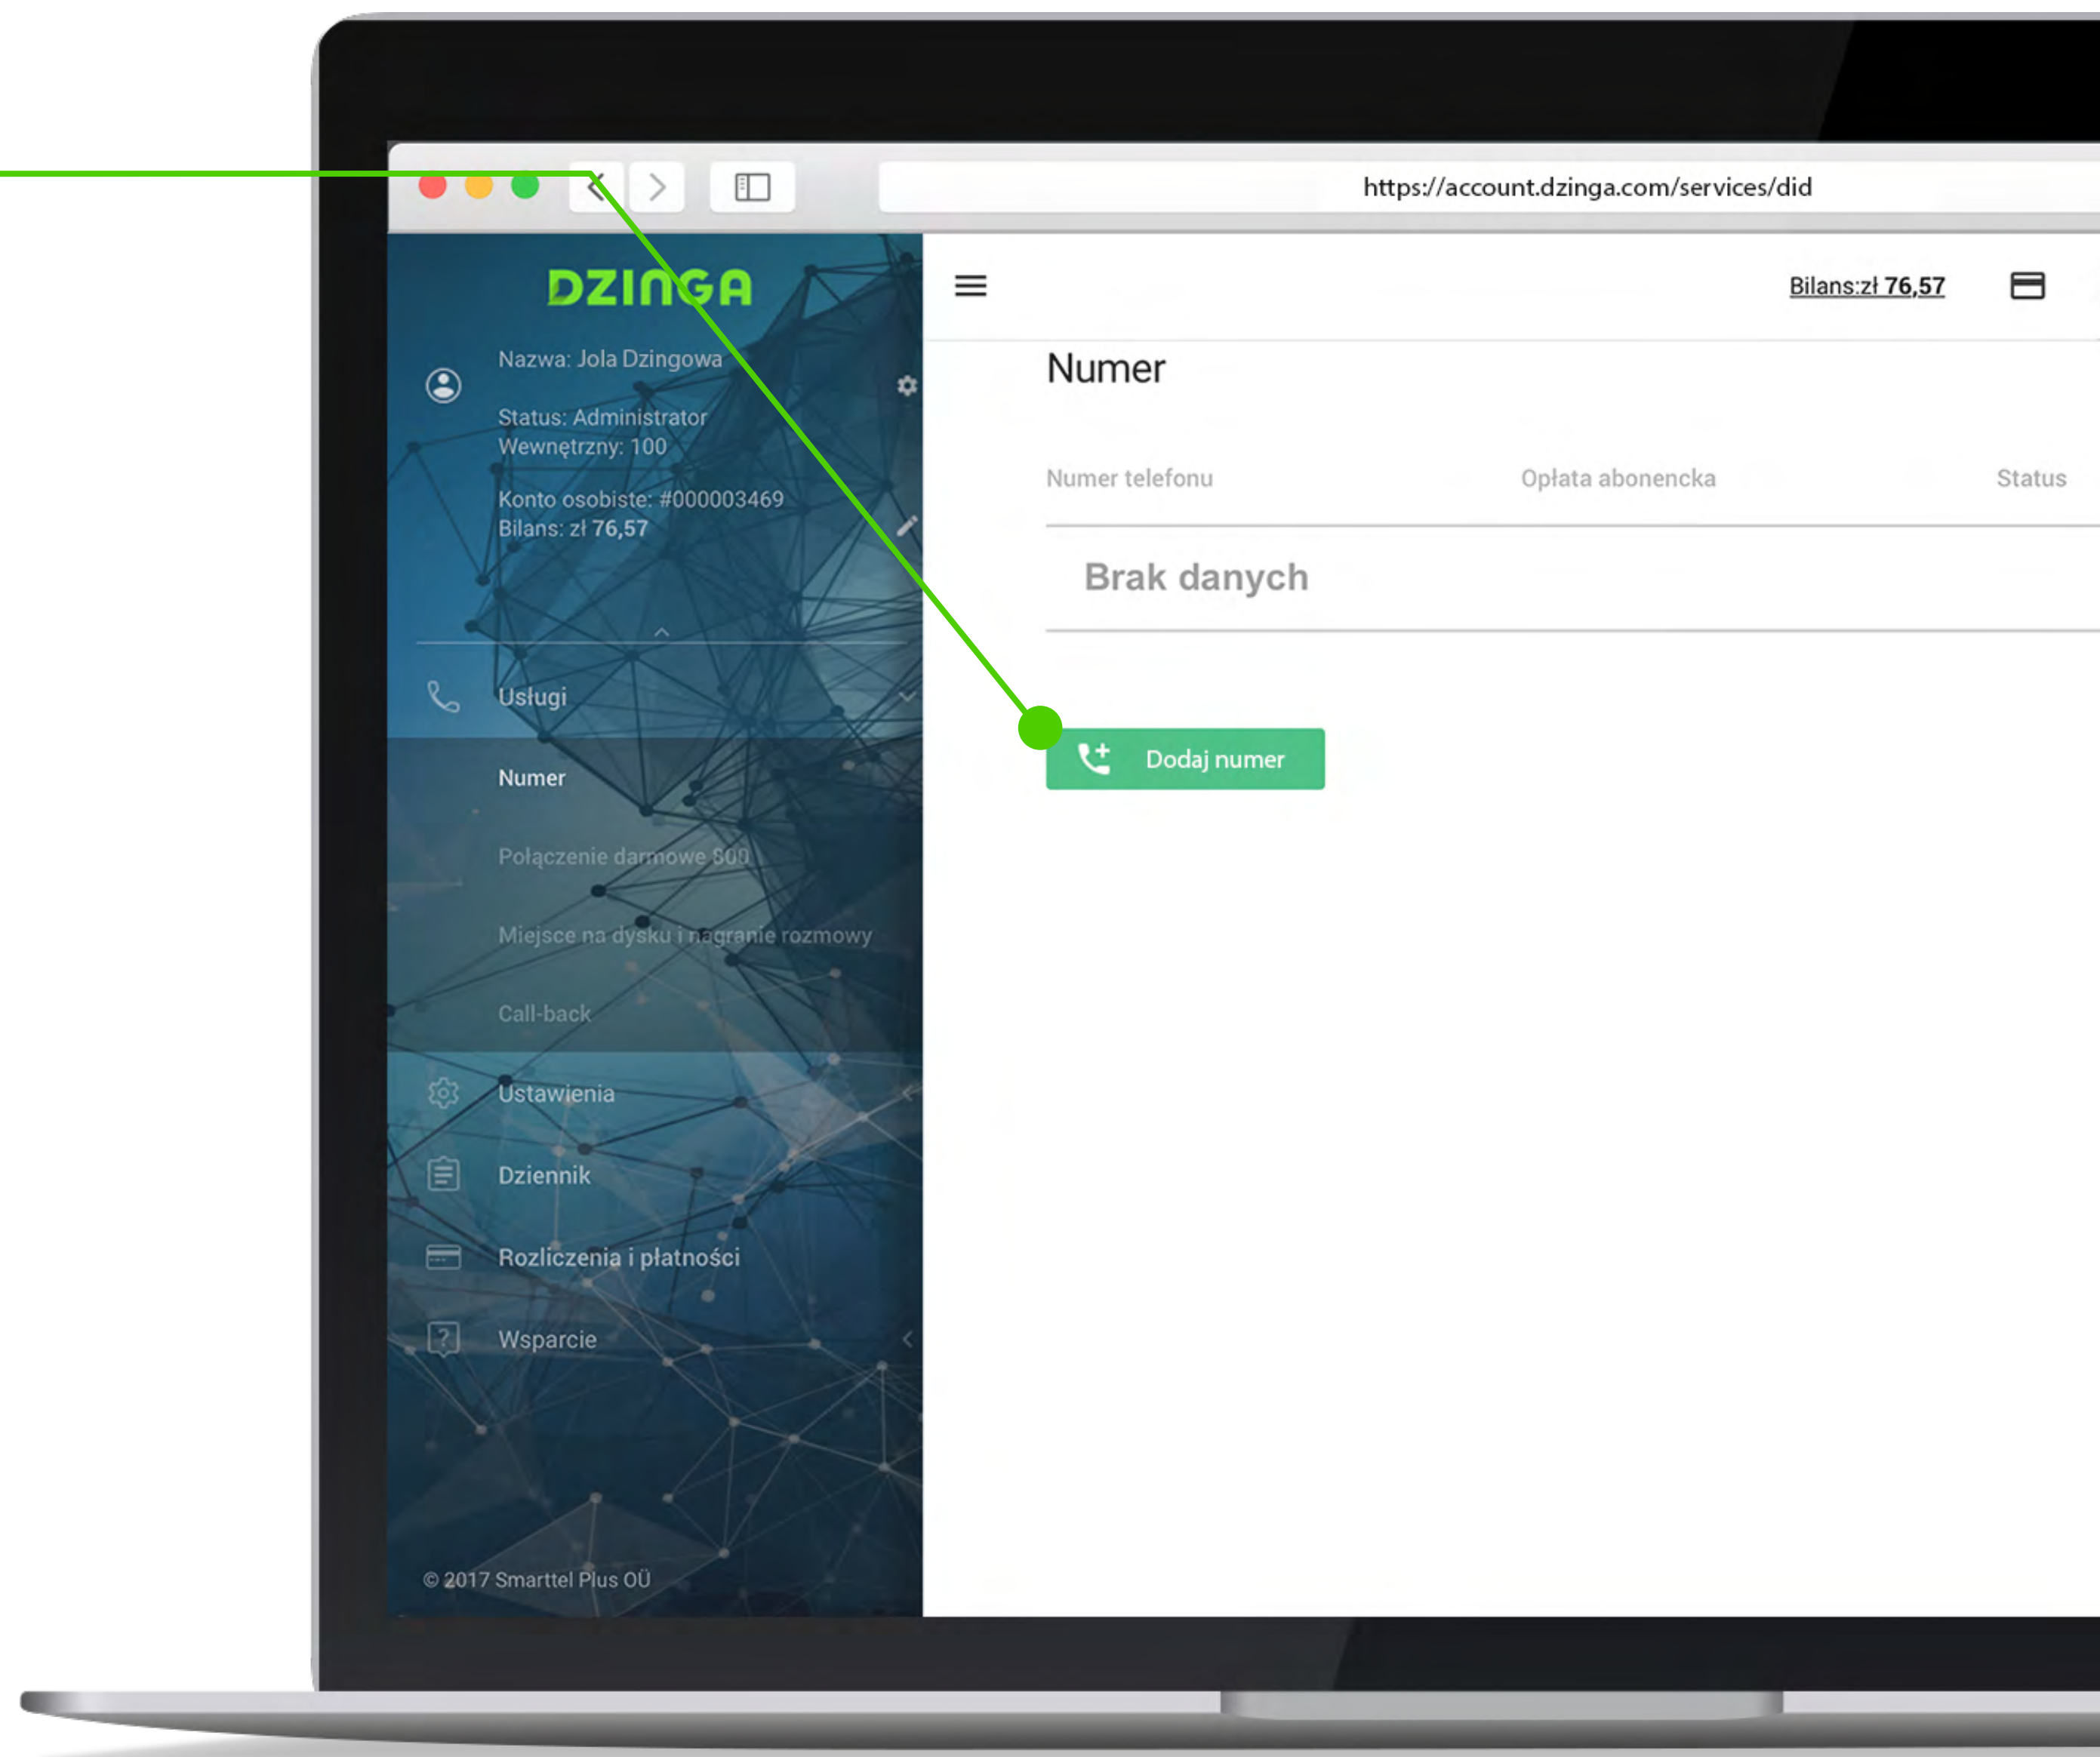 https://account.dzinga.com/services/did
DZINGA
Nazwa: Jola Dzingowa
Status: Administrator
Wewnętrzny: 100
Konto osobiste: #000003469
Bilans: zł 76,57
Usługi
Numer
Połączenie darmowe 800
Miejsce na dysku i nagranie rozmowy
Call-back
Ustawienia
Dziennik
Rozliczenia i płatności
Wsparcie
© 2017 Smarttel Plus OÜ
Bilans:zł 76,57
Numer
Numer telefonu Opłata abonencka Status
Brak danych
Dodaj numer